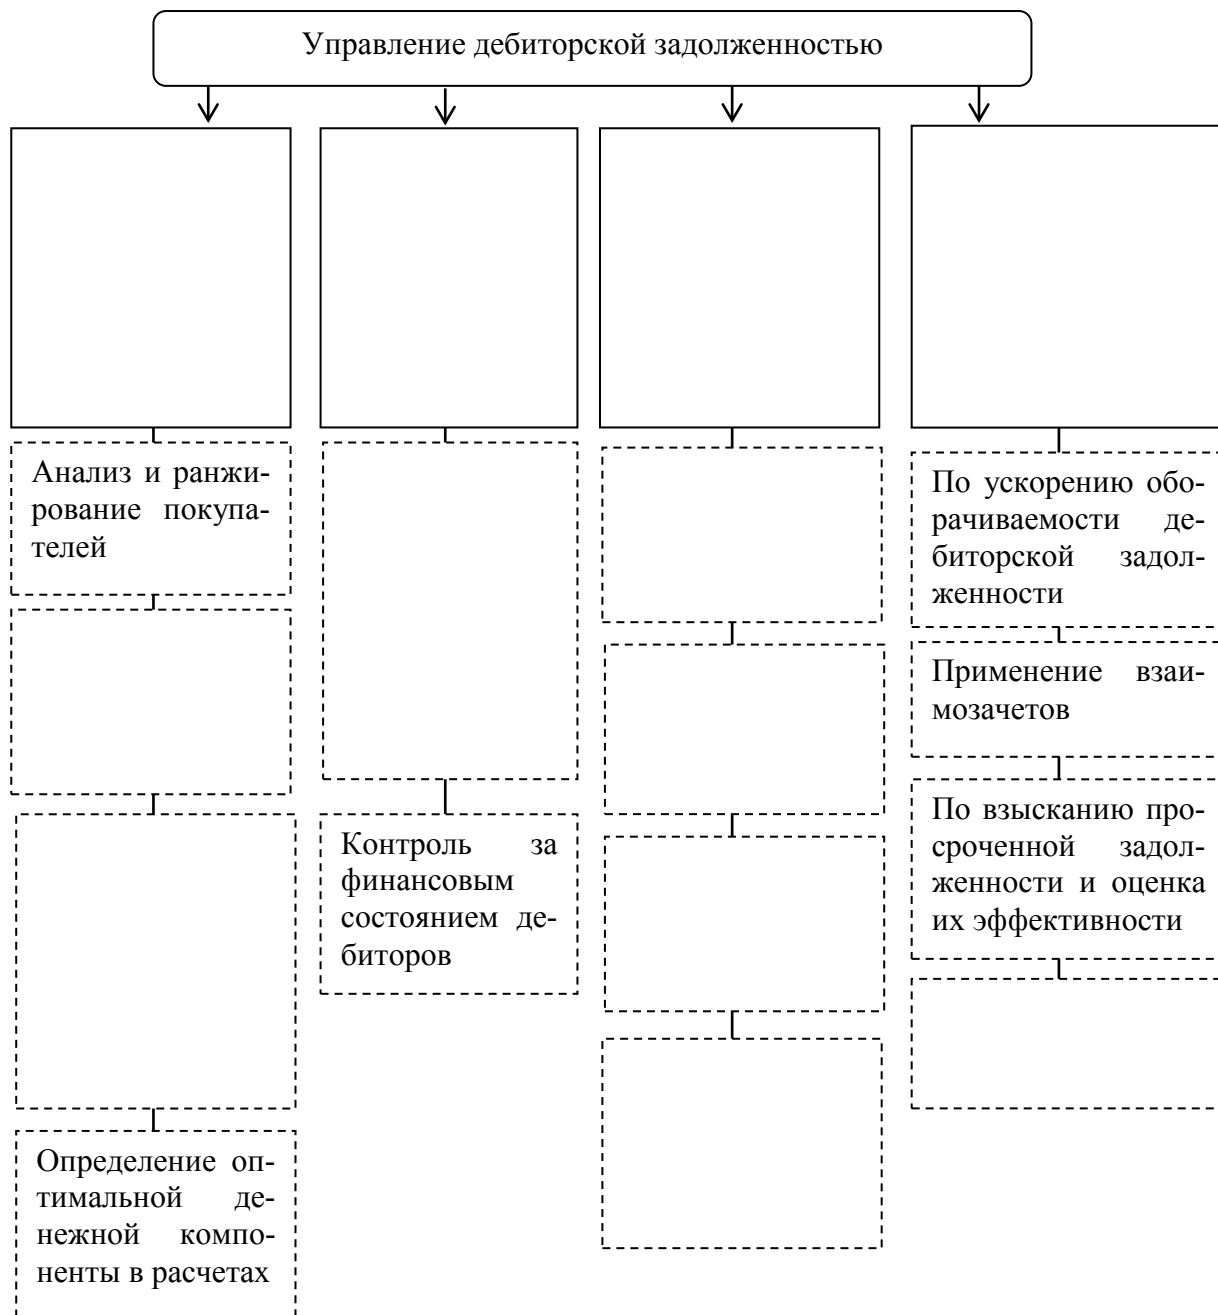 Управление дебиторской задолженностью
Анализ и ранжи-
рование покупа-
телей
Определение оп-
тимальной де-
нежной компо-
ненты в расчетах
Контроль за
финансовым
состоянием де-
биторов
По ускорению обо-
рачиваемости де-
биторской задол-
женности
Применение взаи-
мозачетов
По взысканию про-
сроченной задол-
женности и оценка
их эффективности